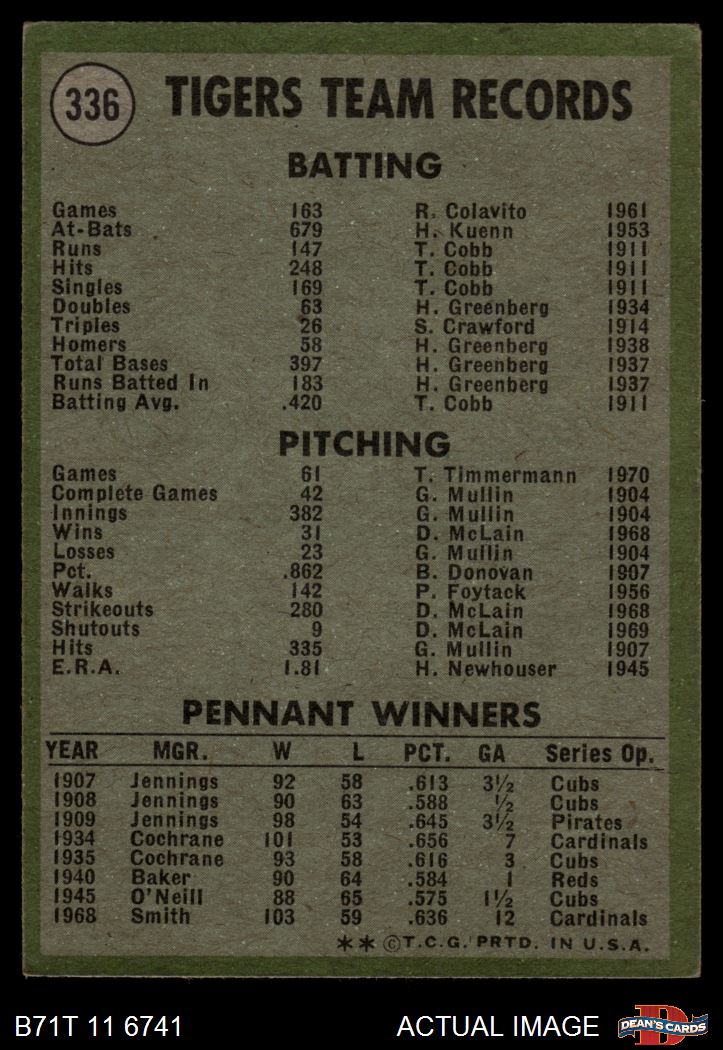 336 TIGERS TEAM RECORDS
BATTING
Games 163 R. Colavito 1961
At-Bats 679 H. Kuenn 1953
Runs 147 T. Cobb 1911
Hits 248 T. Cobb 1911
Singles 169 T. Cobb 1911
Doubles 63 H. Greenberg 1934
Triples 26 S. Crawford 1914
Homers 58 H. Greenberg 1938
Total Bases 397 H. Greenberg 1937
Runs Batted In 183 H. Greenberg 1937
Batting Avg. .420 T. Cobb 1911
PITCHING
Games 61 T. Timmermann 1970
Complete Games 42 G. Mullin 1904
Innings 382 G. Mullin 1904
Wins 31 D. McLain 1968
Losses 23 G. Mullin 1904
Pct. .862 B. Donovan 1907
Walks 142 P. Foytack 1956
Strikeouts 280 D. McLain 1968
Shutouts 9 D. McLain 1969
Hits 335 G. Mullin 1907
E.R.A. 1.81 H. Newhouser 1945
PENNANT WINNERS
YEAR MGR. W L PCT. GA Series Op.
1907 Jennings 92 58 .613 3½ Cubs
1908 Jennings 90 63 .588 ½ Cubs
1909 Jennings 98 54 .645 3½ Pirates
1934 Cochrane 101 53 .656 7 Cardinals
1935 Cochrane 93 58 .616 3 Cubs
1940 Baker 90 64 .584 1 Reds
1945 O'Neill 88 65 .575 1½ Cubs
1968 Smith 103 59 .636 12 Cardinals
** ©T.C.G. PRTD. IN U.S.A.
B71T 11 6741 ACTUAL IMAGE D DEAN'S CARDS